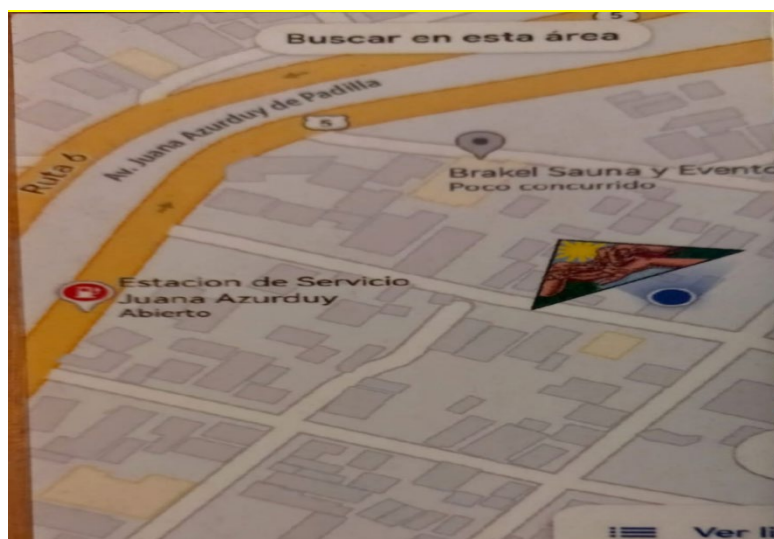 5
Buscar en esta área
Av. Juana Azurduy de Padilla
5
Ruta 6
Brakel Sauna y Evento
Poco concurrido
Estacion de Servicio
Juana Azurduy
Abierto
Ver li